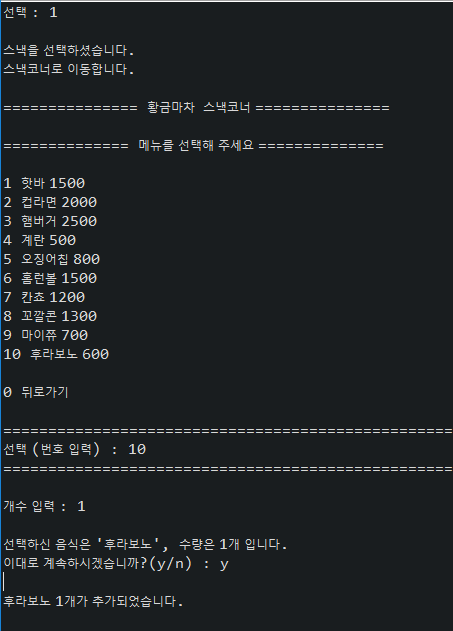 선택 : 1
스낵을 선택하셨습니다.
스낵코너로 이동합니다.
=============== 황금마차 스낵코너 ===============
============== 메뉴를 선택해 주세요 ==============
1 핫바 1500
2 컵라면 2000
3 햄버거 2500
4 계란 500
5 오징어칩 800
6 홈런볼 1500
7 칸쵸 1200
8 꼬깔콘 1300
9 마이쮸 700
10 후라보노 600
0 뒤로가기
==================================================
선택 (번호 입력) : 10
==================================================
개수 입력 : 1
선택하신 음식은 '후라보노', 수량은 1개 입니다.
이대로 계속하시겠습니까?(y/n) : y
후라보노 1개가 추가되었습니다.